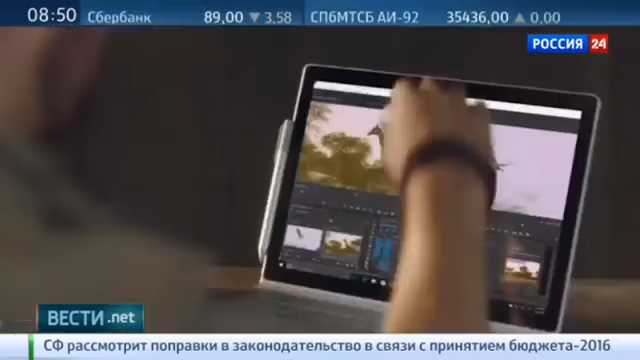 08:50 Сбербанк 89,00 ▼ 3,58 СПбМТСБ АИ-92 35436,00 ▲ 0,00
РОССИЯ 24
ВЕСТИ.net
СФ рассмотрит поправки в законодательство в связи с принятием бюджета-2016